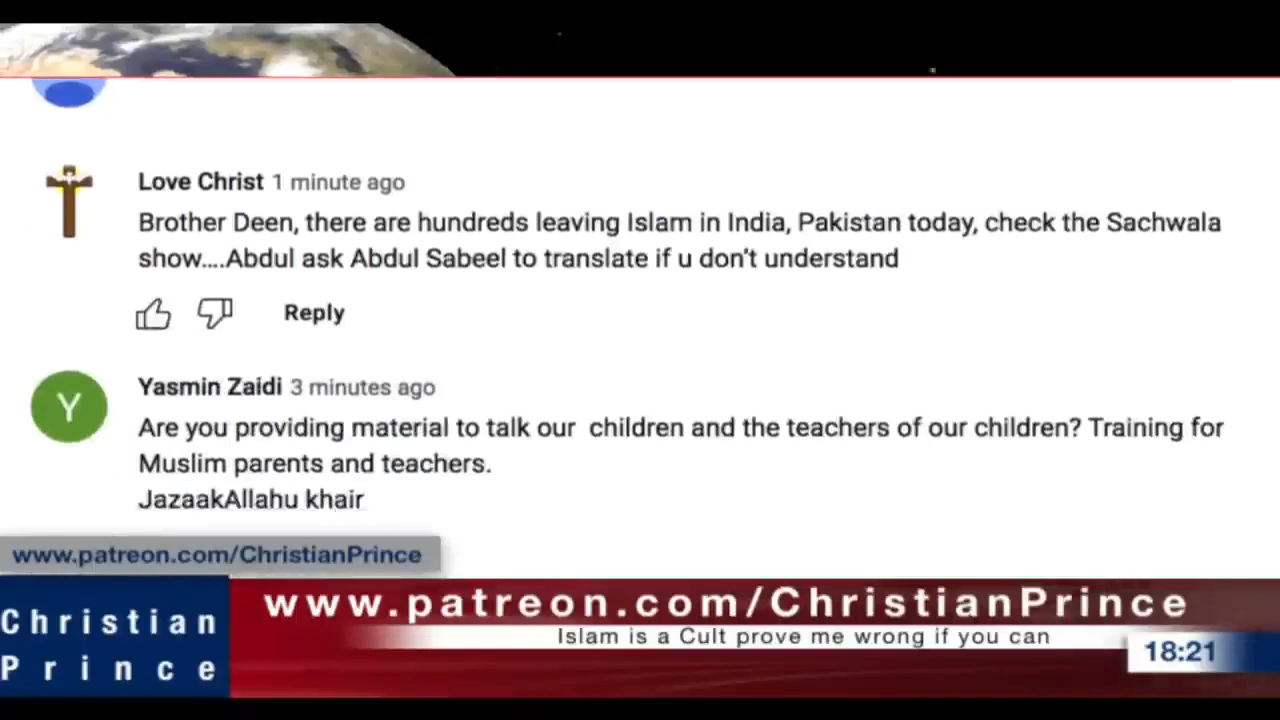 Love Christ 1 minute ago
Brother Deen, there are hundreds leaving Islam in India, Pakistan today, check the Sachwala
show....Abdul ask Abdul Sabeel to translate if u don't understand
Reply
Y
Yasmin Zaidi 3 minutes ago
Are you providing material to talk our  children and the teachers of our children? Training for
Muslim parents and teachers.
JazaakAllahu khair
www.patreon.com/ChristianPrince
Christian
Prince
www.patreon.com/ChristianPrince
Islam is a Cult prove me wrong if you can
18:21